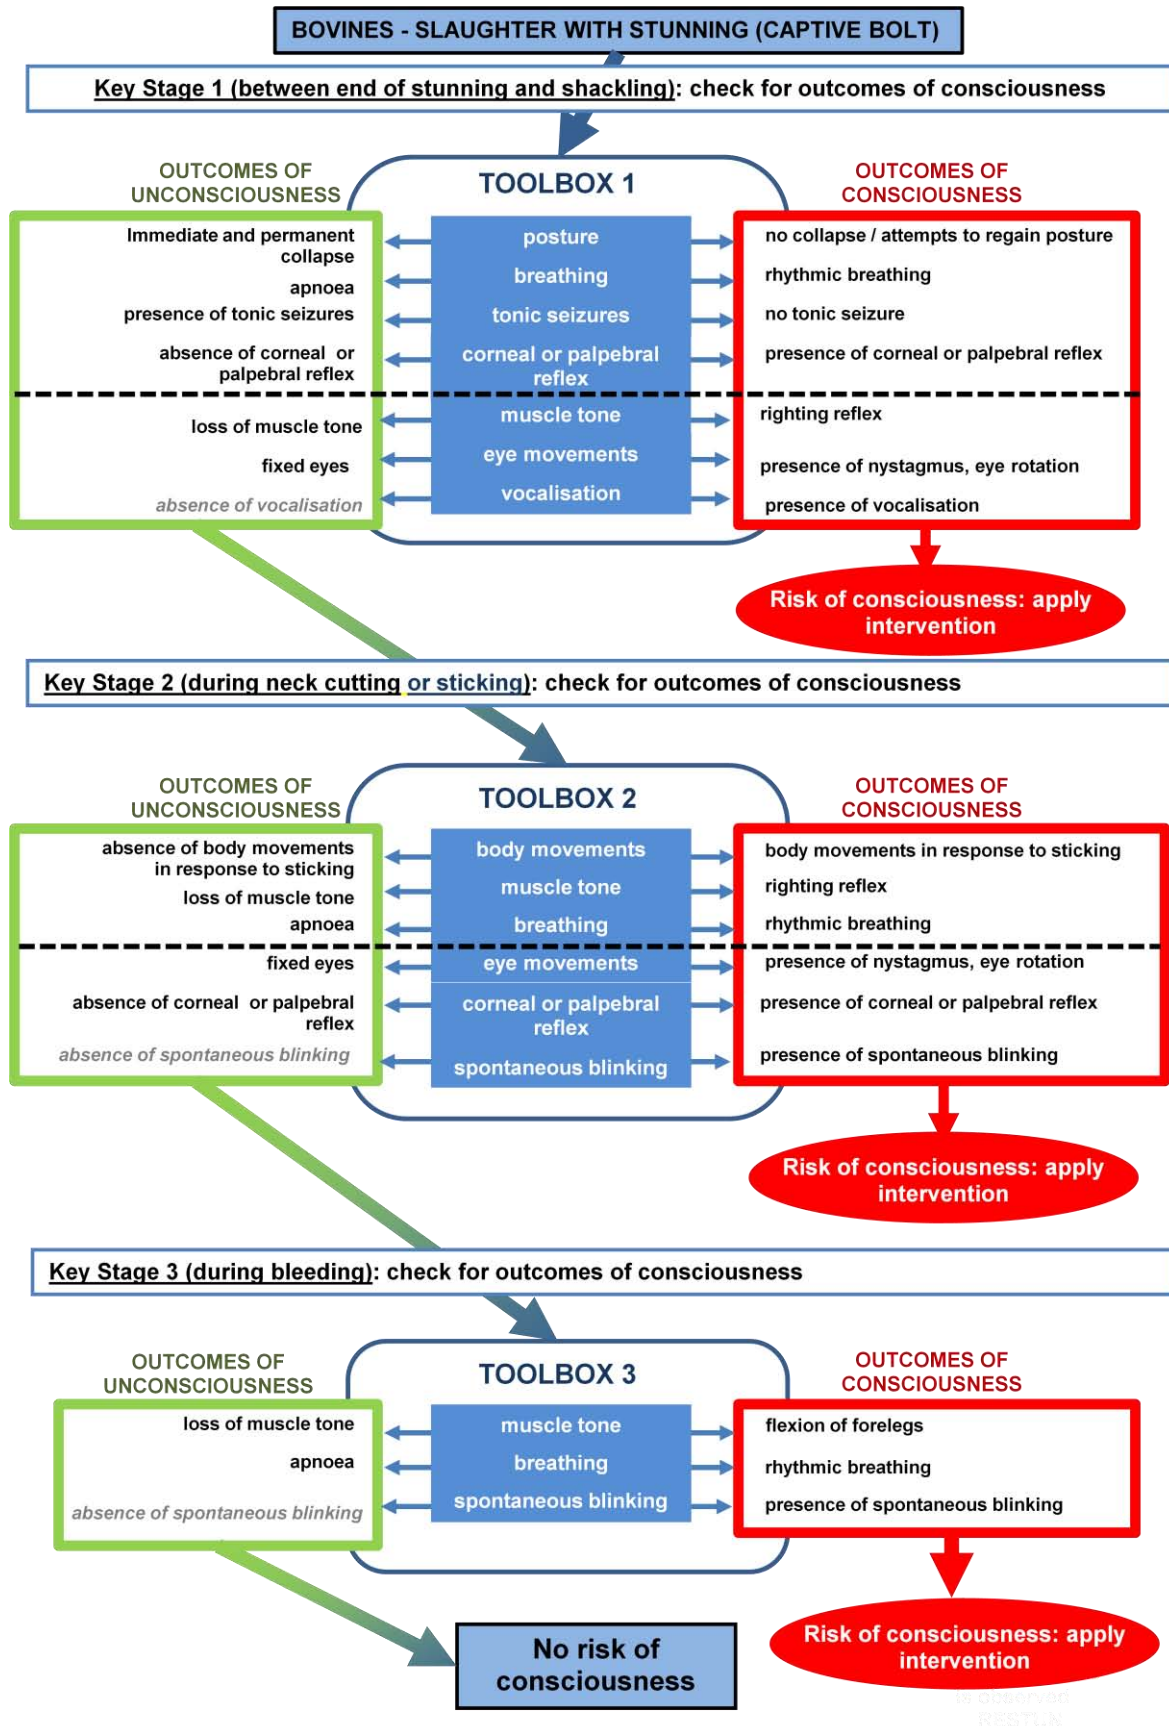 BOVINES - SLAUGHTER WITH STUNNING (CAPTIVE BOLT)
Key Stage 1 (between end of stunning and shackling): check for outcomes of consciousness
OUTCOMES OF
UNCONSCIOUSNESS
TOOLBOX 1
OUTCOMES OF
CONSCIOUSNESS
Immediate and permanent
collapse
posture
no collapse / attempts to regain posture
apnoea
breathing
rhythmic breathing
presence of tonic seizures
tonic seizures
no tonic seizure
absence of corneal or
palpebral reflex
corneal or palpebral
reflex
presence of corneal or palpebral reflex
loss of muscle tone
muscle tone
righting reflex
fixed eyes
eye movements
presence of nystagmus, eye rotation
absence of vocalisation
vocalisation
presence of vocalisation
Risk of consciousness: apply
intervention
Key Stage 2 (during neck cutting or sticking): check for outcomes of consciousness
OUTCOMES OF
UNCONSCIOUSNESS
TOOLBOX 2
OUTCOMES OF
CONSCIOUSNESS
absence of body movements
in response to sticking
body movements
body movements in response to sticking
loss of muscle tone
muscle tone
righting reflex
apnoea
breathing
rhythmic breathing
fixed eyes
eye movements
presence of nystagmus, eye rotation
absence of corneal or palpebral
reflex
corneal or palpebral
reflex
presence of corneal or palpebral reflex
absence of spontaneous blinking
spontaneous blinking
presence of spontaneous blinking
Risk of consciousness: apply
intervention
Key Stage 3 (during bleeding): check for outcomes of consciousness
OUTCOMES OF
UNCONSCIOUSNESS
TOOLBOX 3
OUTCOMES OF
CONSCIOUSNESS
loss of muscle tone
muscle tone
flexion of forelegs
apnoea
breathing
rhythmic breathing
absence of spontaneous blinking
spontaneous blinking
presence of spontaneous blinking
No risk of
consciousness
Risk of consciousness: apply
intervention